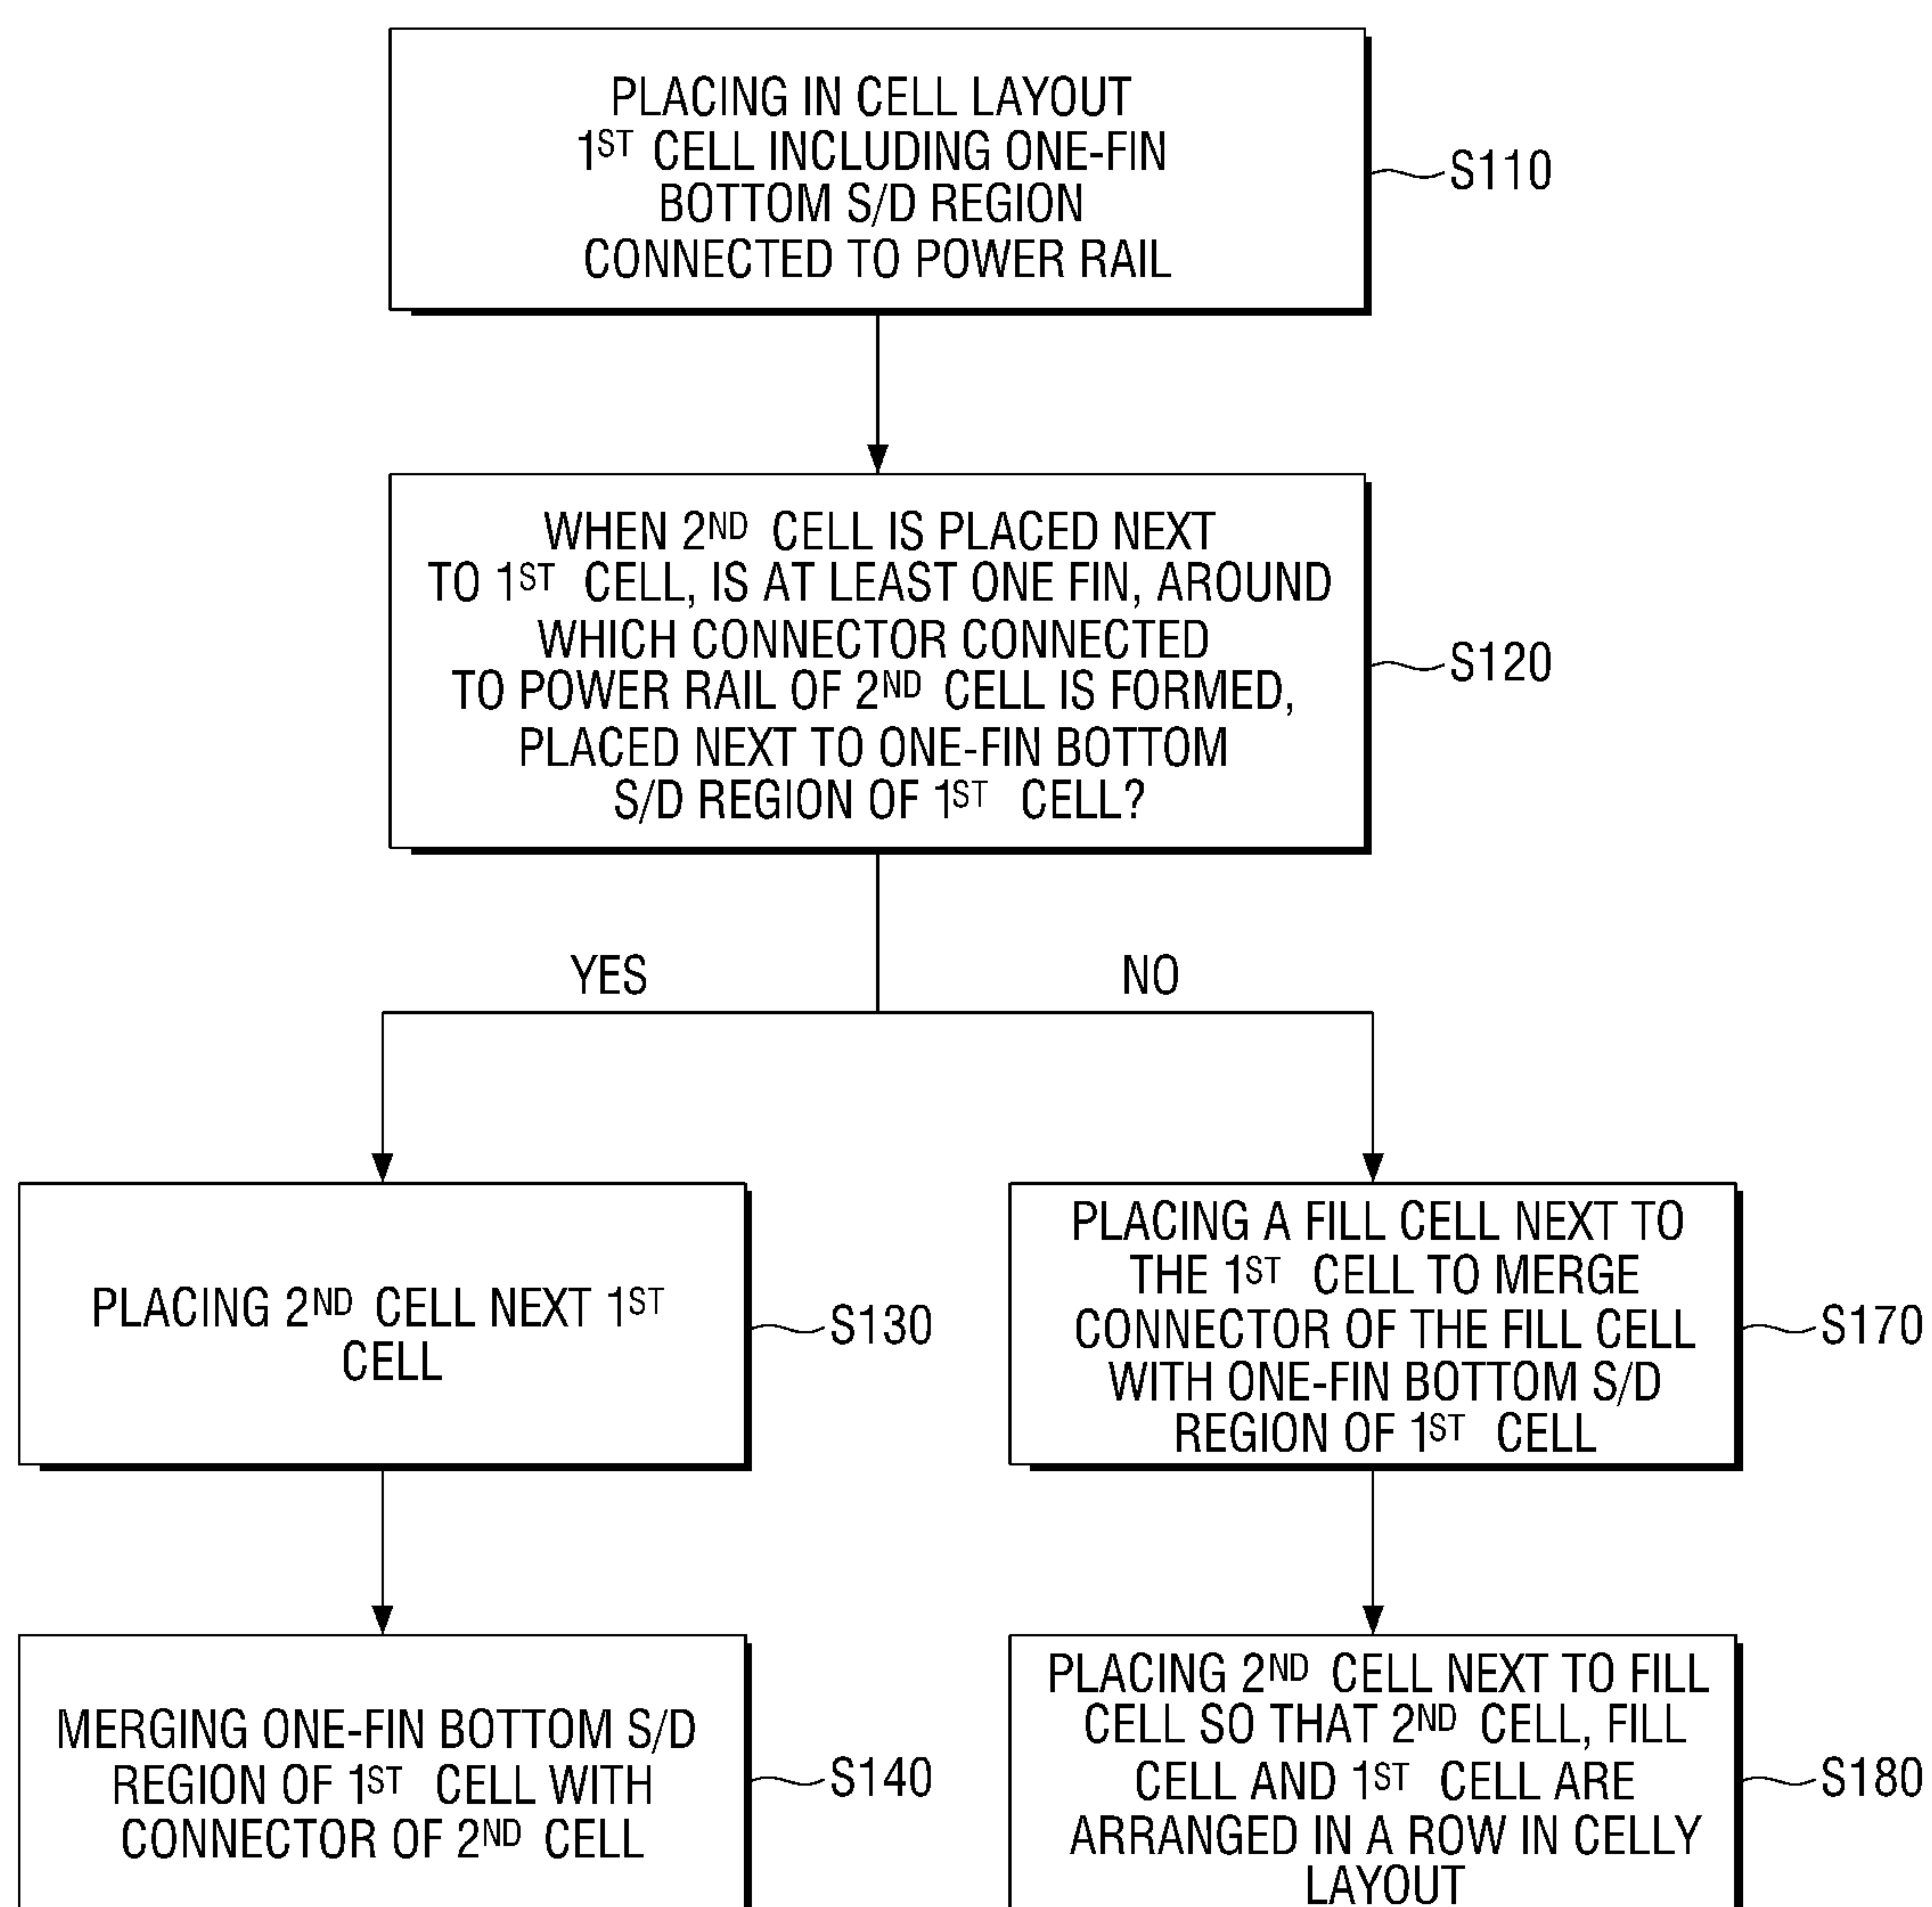 PLACING IN CELL LAYOUT
1ST CELL INCLUDING ONE-FIN
BOTTOM S/D REGION
CONNECTED TO POWER RAIL
S110
WHEN 2ND CELL IS PLACED NEXT
TO 1ST CELL, IS AT LEAST ONE FIN, AROUND
WHICH CONNECTOR CONNECTED
TO POWER RAIL OF 2ND CELL IS FORMED,
PLACED NEXT TO ONE-FIN BOTTOM
S/D REGION OF 1ST CELL?
S120
YES
NO
PLACING 2ND CELL NEXT 1ST
CELL
S130
PLACING A FILL CELL NEXT TO
THE 1ST CELL TO MERGE
CONNECTOR OF THE FILL CELL
WITH ONE-FIN BOTTOM S/D
REGION OF 1ST CELL
S170
MERGING ONE-FIN BOTTOM S/D
REGION OF 1ST CELL WITH
CONNECTOR OF 2ND CELL
S140
PLACING 2ND CELL NEXT TO FILL
CELL SO THAT 2ND CELL, FILL
CELL AND 1ST CELL ARE
ARRANGED IN A ROW IN CELLY
LAYOUT
S180